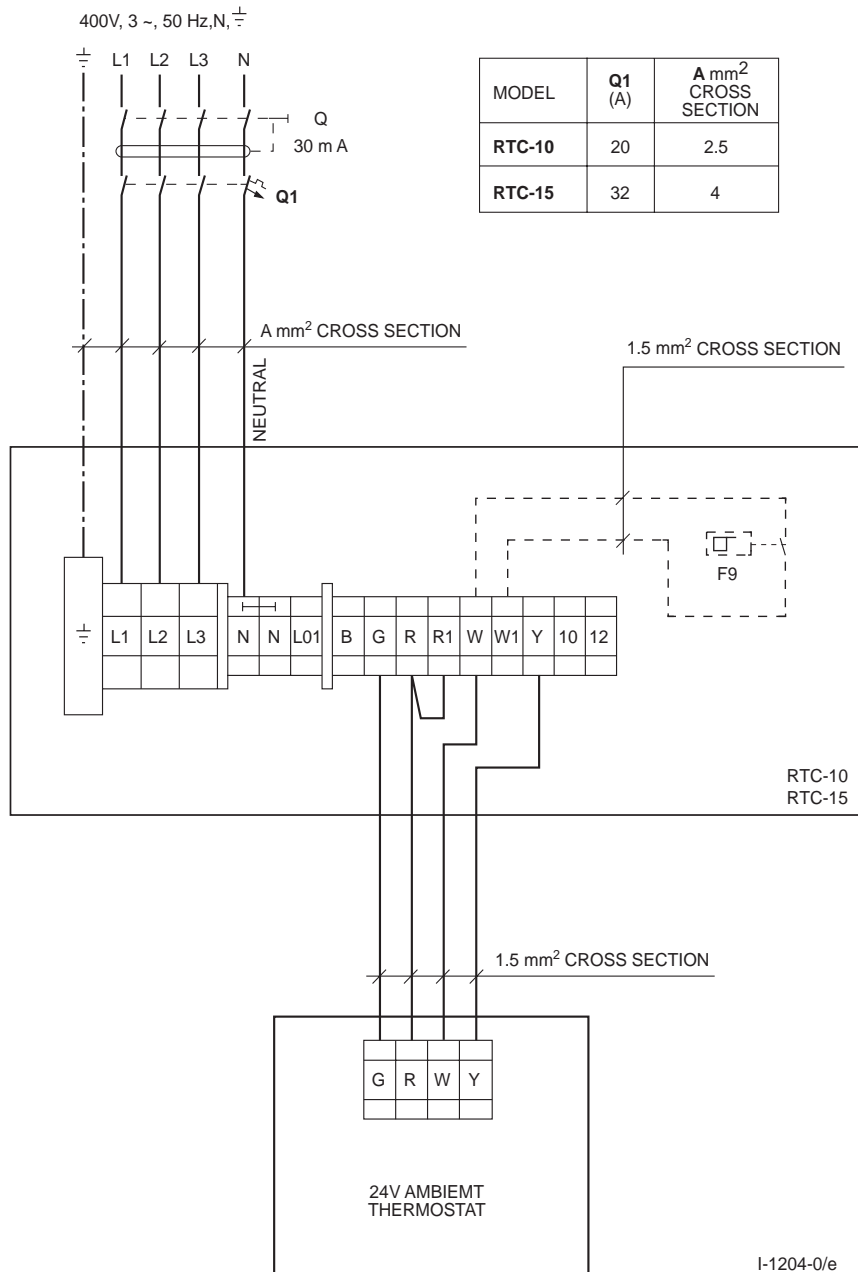 400V, 3 ~, 50 Hz,N, ⏚
⏚ L1 L2 L3 N
Q
30 m A
Q1
MODEL Q1 (A) A mm² CROSS SECTION
RTC-10 20 2.5
RTC-15 32 4
A mm² CROSS SECTION
1.5 mm² CROSS SECTION
NEUTRAL
F9
⏚ L1 L2 L3 N N L01 B G R R1 W W1 Y 10 12
RTC-10
RTC-15
1.5 mm² CROSS SECTION
G R W Y
24V AMBIEMT
THERMOSTAT
I-1204-0/e